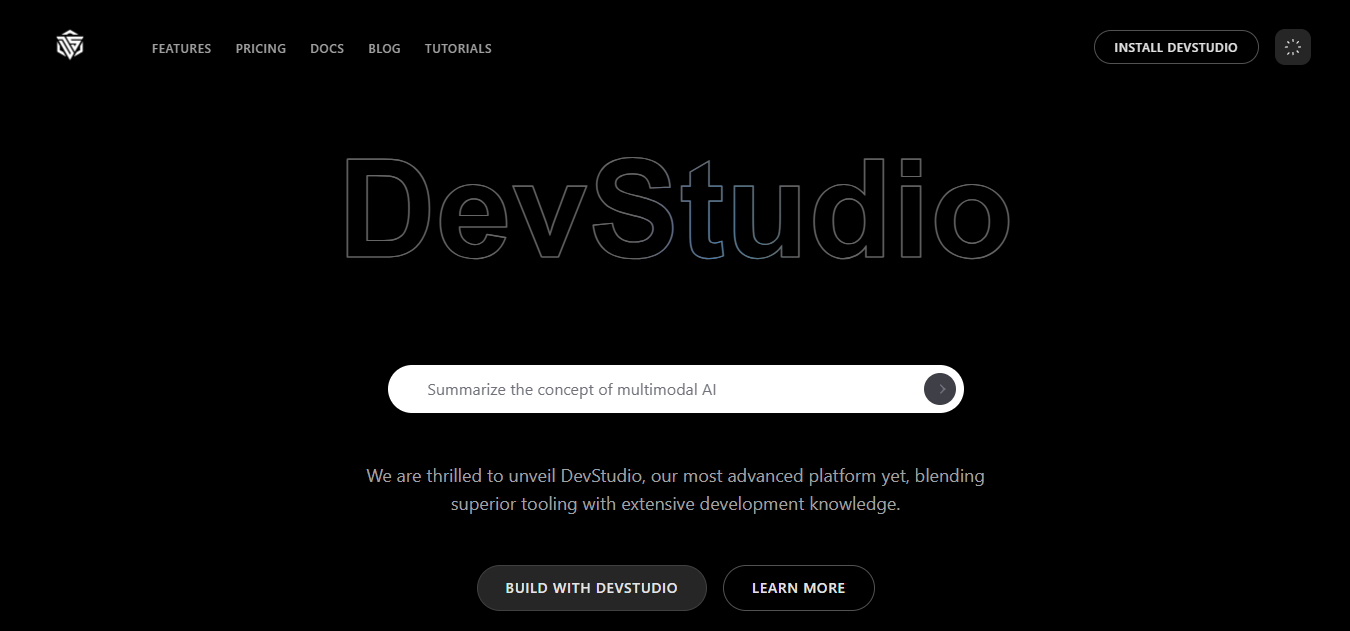 FEATURES PRICING DOCS BLOG TUTORIALS INSTALL DEVSTUDIO
DevStudio
Summarize the concept of multimodal AI
We are thrilled to unveil DevStudio, our most advanced platform yet, blending
superior tooling with extensive development knowledge.
BUILD WITH DEVSTUDIO LEARN MORE